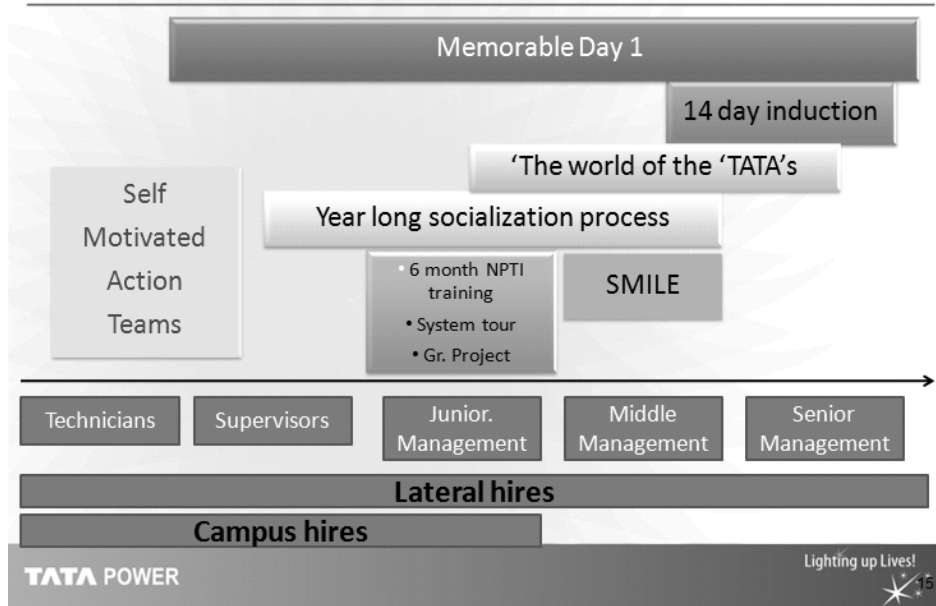 Memorable Day 1
14 day induction
‘The world of the ‘TATA’s
Year long socialization process
Self
Motivated
Action
Teams
• 6 month NPTI
training
• System tour
• Gr. Project
SMILE
Technicians
Supervisors
Junior.
Management
Middle
Management
Senior
Management
Lateral hires
Campus hires
TATA POWER
Lighting up Lives!
15